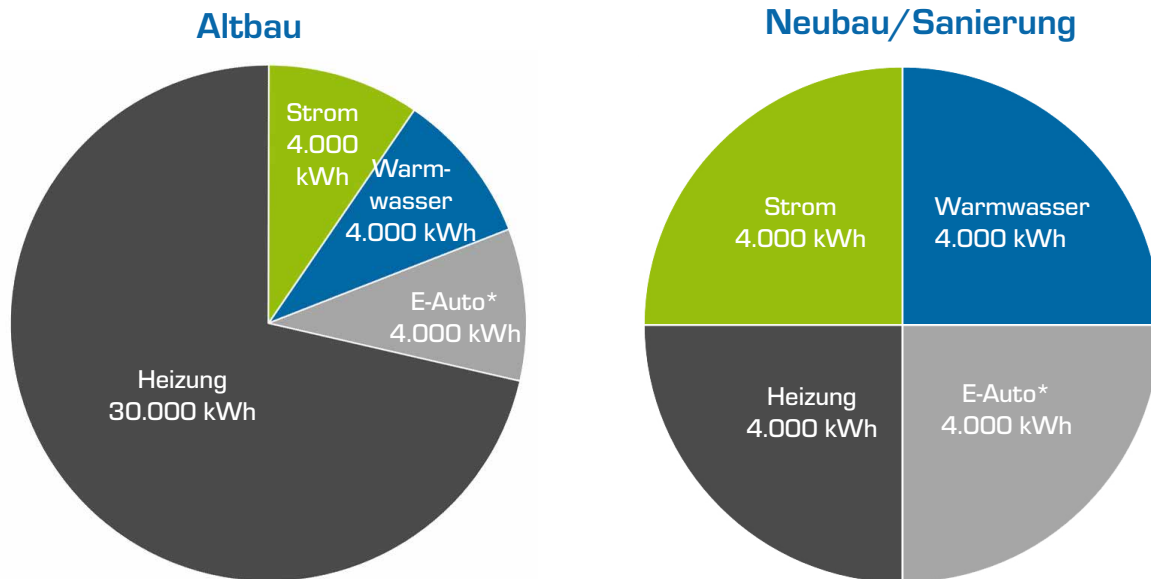 Altbau
Strom
4.000
kWh
Warm-
wasser
4.000 kWh
E-Auto*
4.000 kWh
Heizung
30.000 kWh
Neubau/Sanierung
Strom
4.000 kWh
Warmwasser
4.000 kWh
Heizung
4.000 kWh
E-Auto*
4.000 kWh